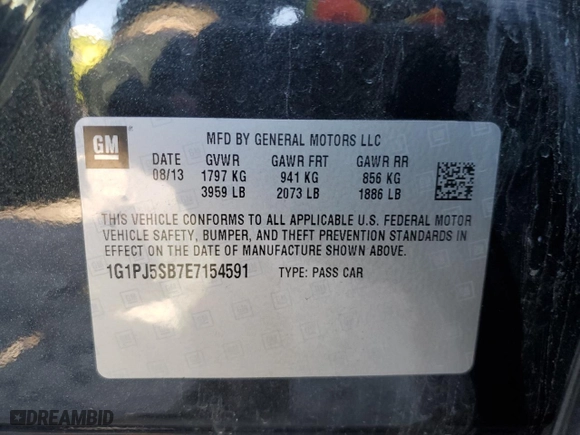 GM
MFD BY GENERAL MOTORS LLC
DATE GVWR GAWR FRT GAWR RR
08/13 1797 KG 941 KG 856 KG
3959 LB 2073 LB 1886 LB
THIS VEHICLE CONFORMS TO ALL APPLICABLE U.S. FEDERAL MOTOR
VEHICLE SAFETY, BUMPER, AND THEFT PREVENTION STANDARDS IN
EFFECT ON THE DATE OF MANUFACTURE SHOWN ABOVE.
1G1PJ5SB7E7154591 TYPE: PASS CAR
DREAMBID